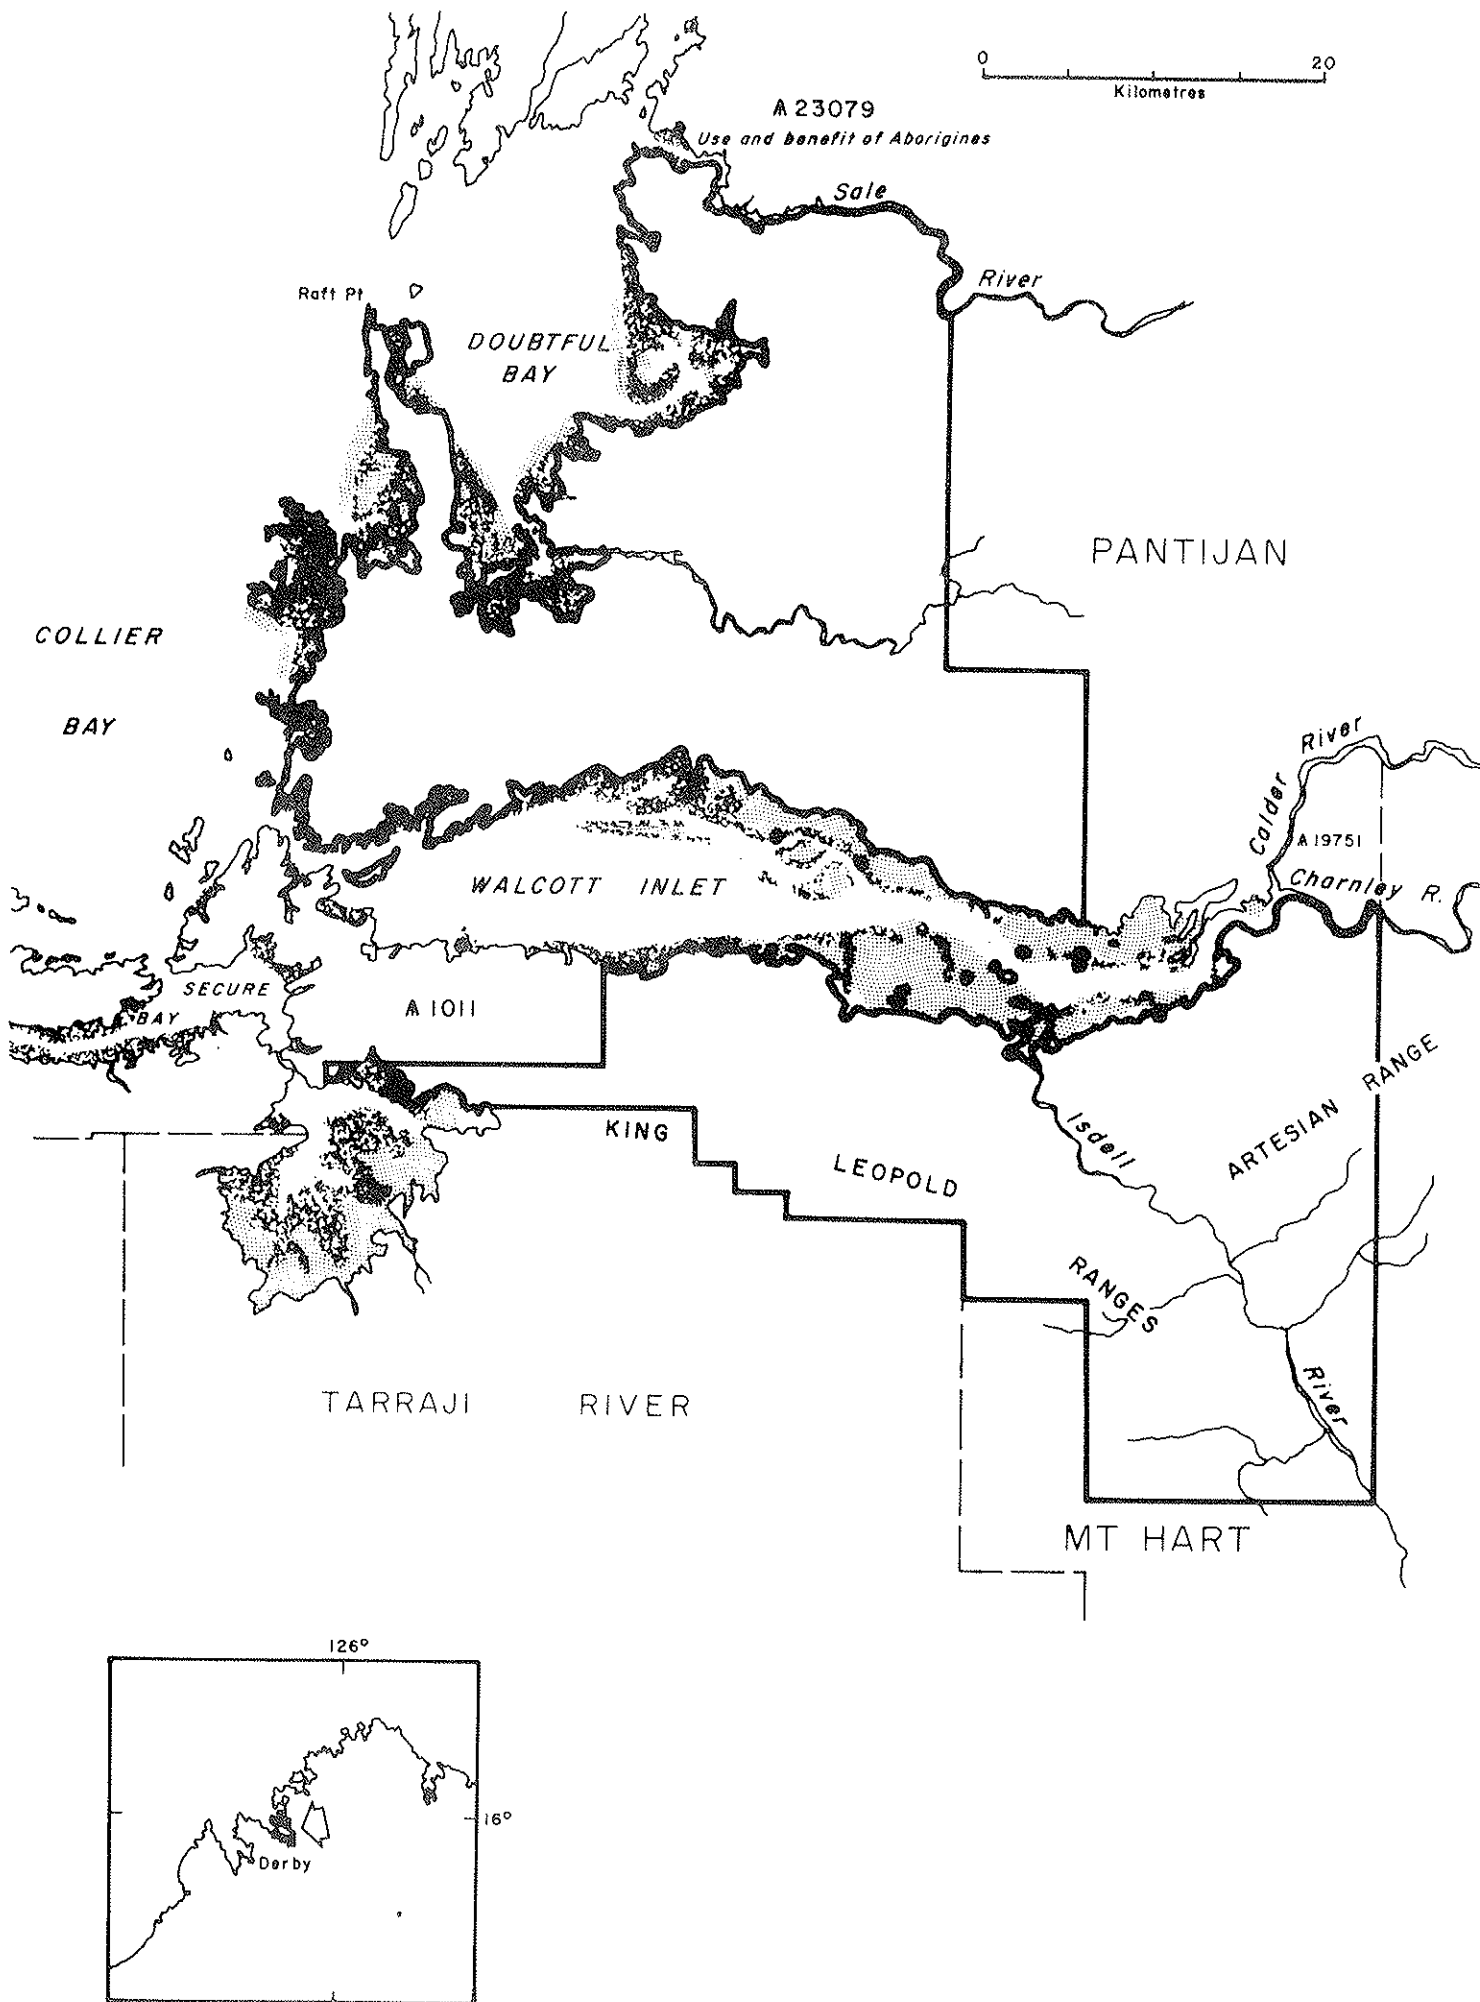 0 20
Kilometres
A 23079
Use and benefit of Aborigines
Sale
River
Raft Pt
DOUBTFUL
BAY
PANTIJAN
COLLIER
BAY
River
Calder
A 19751
Charnley R.
WALCOTT INLET
SECURE
BAY
A 1011
ARTESIAN RANGE
KING
LEOPOLD
RANGES
Isdell
River
TARRAJI RIVER
MT HART
126°
16°
Derby